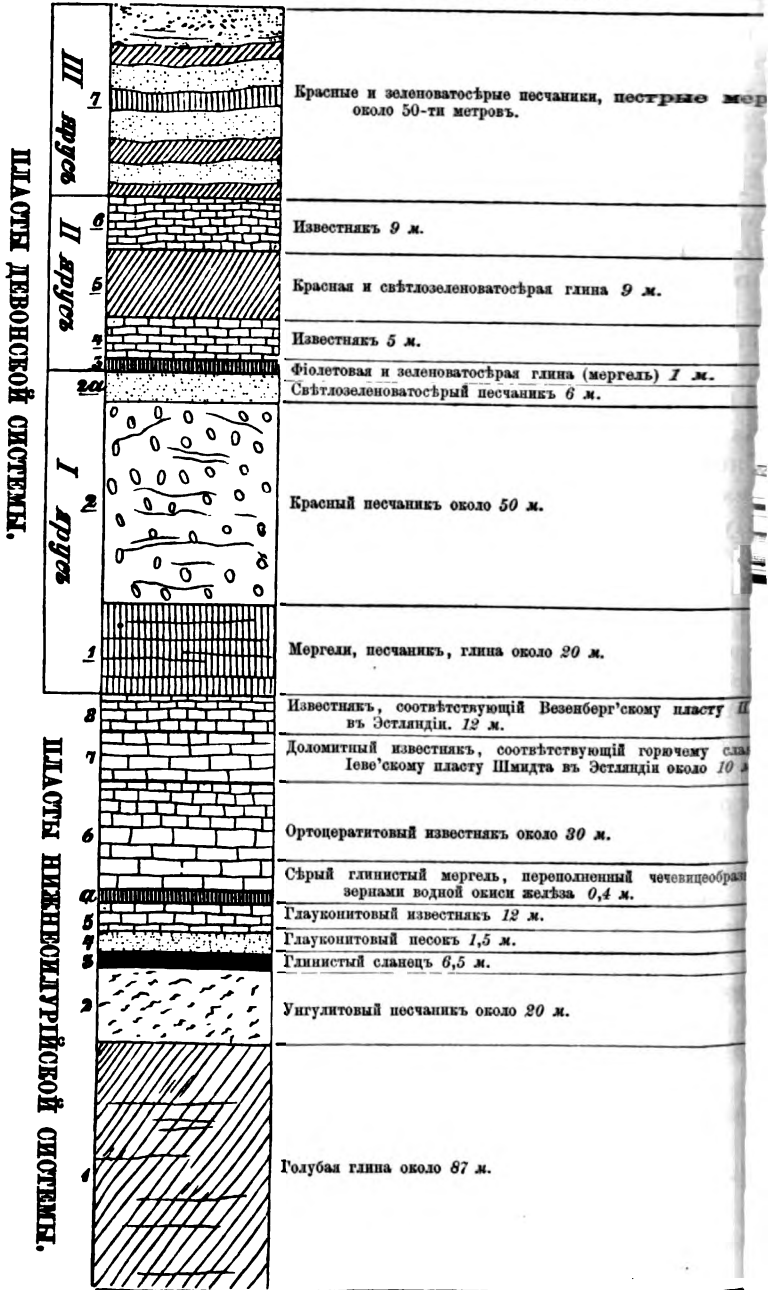 ПЛАСТЫ ДЕВОНСКОЙ СИСТЕМЫ.
III ярусъ
7
Красные и зеленоватосѣрые песчаники, пестрые мер
около 50-ти метровъ.
II ярусъ
6
Известнякъ 9 м.
5
Красная и свѣтлозеленоватосѣрая глина 9 м.
4
Известнякъ 5 м.
3
Фіолетовая и зеленоватосѣрая глина (мергель) 1 м.
I ярусъ
2а
Свѣтлозеленоватосѣрый песчаникъ 6 м.
2
Красный песчаникъ около 50 м.
1
Мергели, песчаникъ, глина около 20 м.
ПЛАСТЫ НИЖНЕСИЛУРІЙСКОЙ СИСТЕМЫ.
8
Известнякъ, соотвѣтствующій Везенберг’скому пласту
въ Эстляндіи. 12 м.
7
Доломитный известнякъ, соотвѣтствующій горючему сла
Іеве’скому пласту Шмидта въ Эстляндіи около 10
6
Ортоцератитовый известнякъ около 30 м.
а
Сѣрый глинистый мергель, переполненный чечевицеобраз
зернами водной окиси желѣза 0,4 м.
5
Глауконитовый известнякъ 12 м.
4
Глауконитовый песокъ 1,5 м.
3
Глинистый сланецъ 6,5 м.
2
Унгулитовый песчаникъ около 20 м.
1
Голубая глина около 87 м.